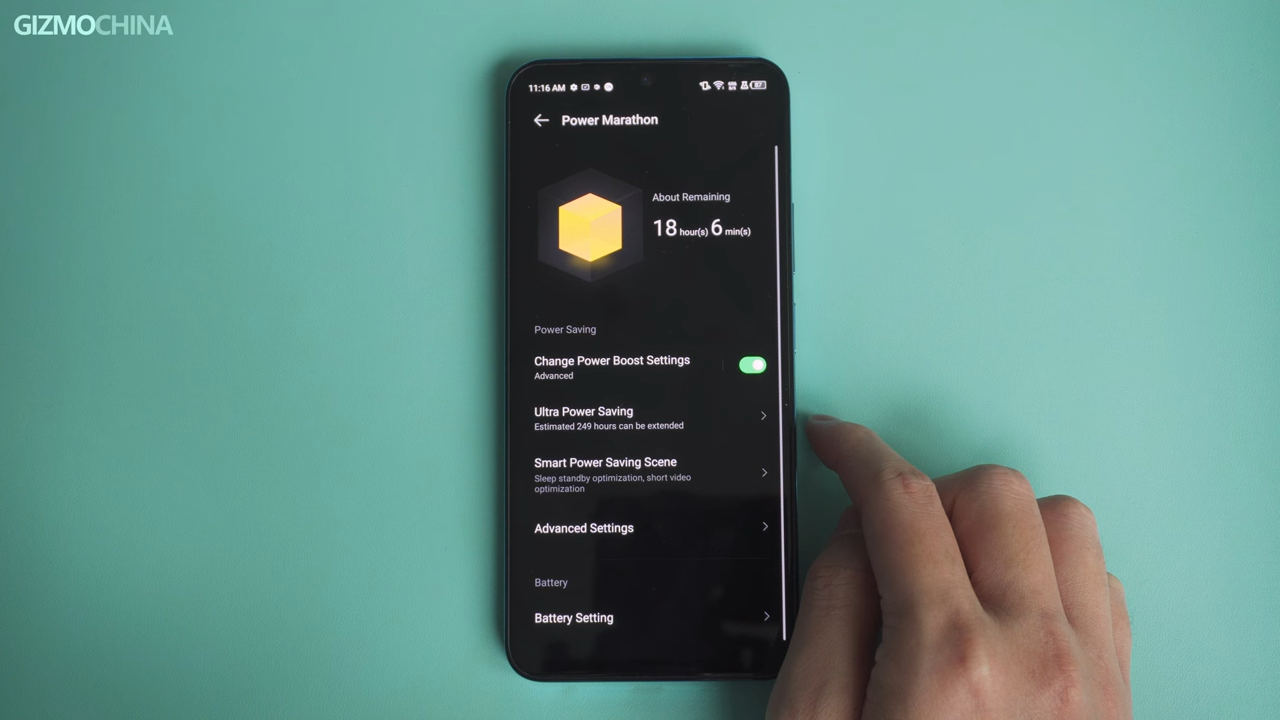 GIZMOCHINA
11:16 AM
87
Power Marathon
About Remaining
18 hour(s) 6 min(s)
Power Saving
Change Power Boost Settings
Advanced
Ultra Power Saving
Estimated 249 hours can be extended
Smart Power Saving Scene
Sleep standby optimization, short video
optimization
Advanced Settings
Battery
Battery Setting